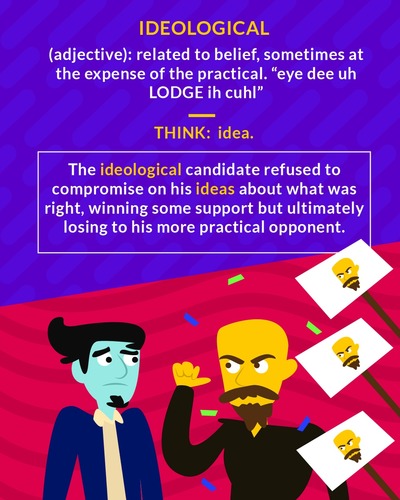 IDEOLOGICAL
(adjective): related to belief, sometimes at
the expense of the practical. “eye dee uh
LODGE ih cuhl”
THINK: idea.
The ideological candidate refused to
compromise on his ideas about what was
right, winning some support but ultimately
losing to his more practical opponent.